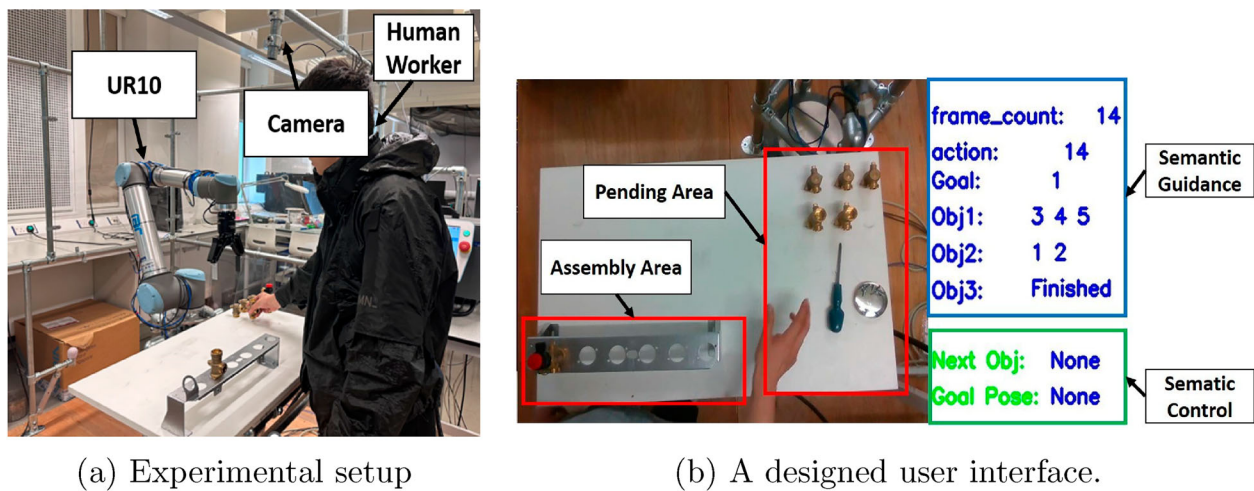 UR10
Camera
Human
Worker
Pending Area
Assembly Area
frame_count: 14
action: 14
Goal: 1
Obj1: 3 4 5
Obj2: 1 2
Obj3: Finished
Next Obj: None
Goal Pose: None
Semantic
Guidance
Sematic
Control
(a) Experimental setup
(b) A designed user interface.